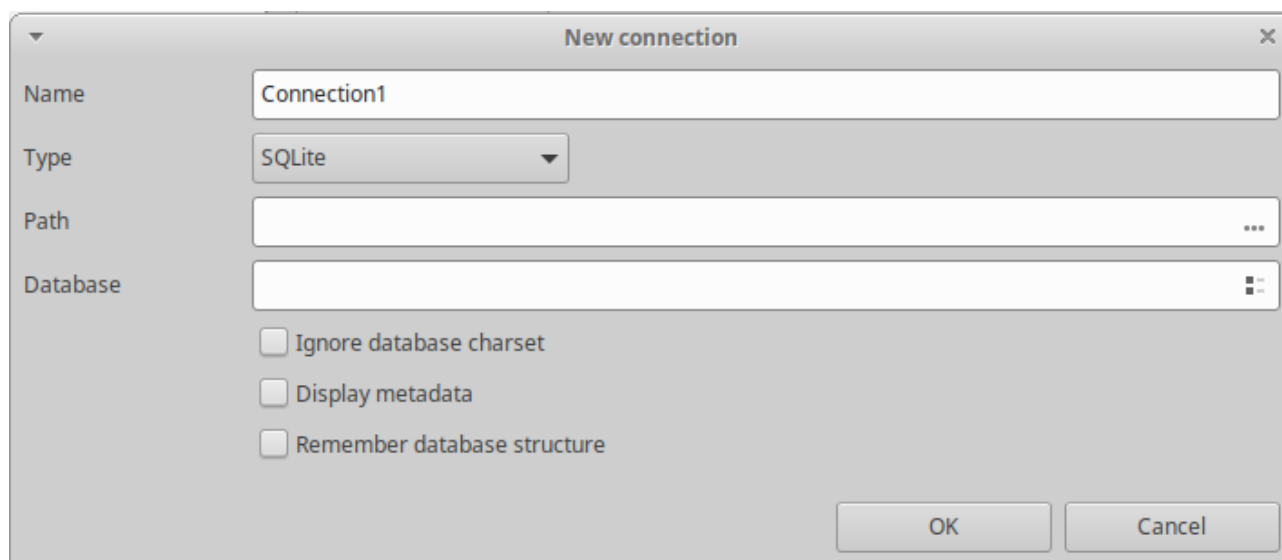 New connection
Name
Connection1
Type
SQLite
Path
...
Database
Ignore database charset
Display metadata
Remember database structure
OK
Cancel